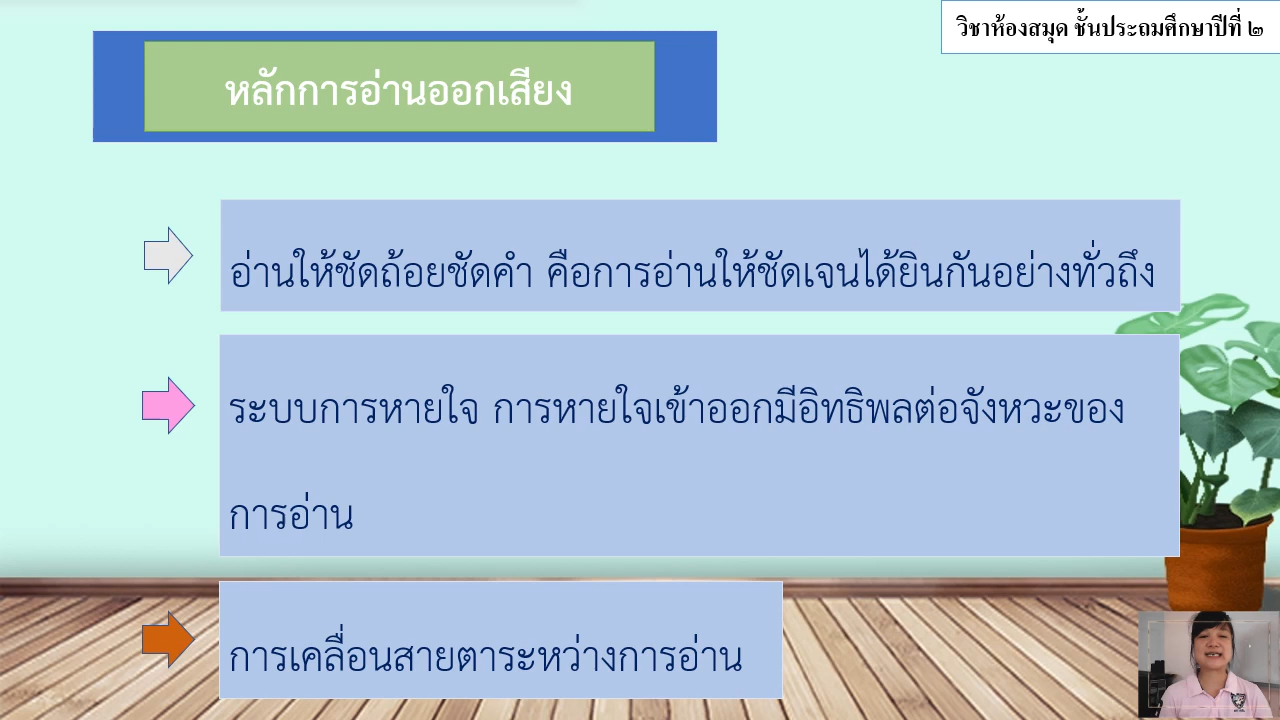 วิชาห้องสมุด ชั้นประถมศึกษาปีที่ ๒
หลักการอ่านออกเสียง
อ่านให้ชัดถ้อยชัดคำ คือการอ่านให้ชัดเจนได้ยินกันอย่างทั่วถึง
ระบบการหายใจ การหายใจเข้าออกมีอิทธิพลต่อจังหวะของ
การอ่าน
การเคลื่อนสายตาระหว่างการอ่าน